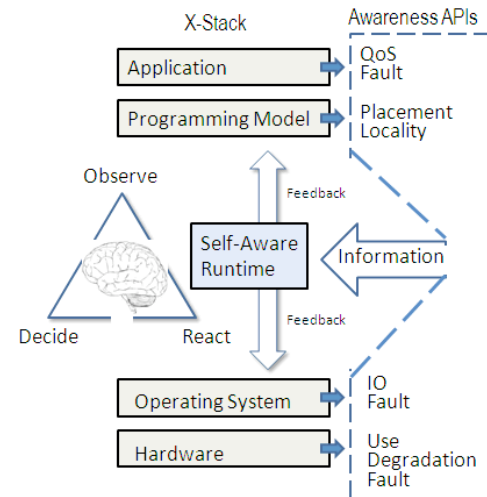 X-Stack
Awareness APIs
Application
QoS
Fault
Programming Model
Placement
Locality
Observe
Feedback
Self-Aware
Runtime
Information
Decide
React
Feedback
Operating System
IO
Fault
Hardware
Use
Degradation
Fault